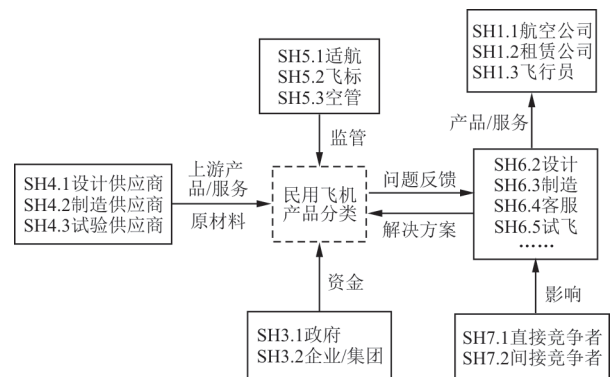 SH1.1航空公司
SH1.2租赁公司
SH1.3飞行员
SH5.1适航
SH5.2飞标
SH5.3空管
产品/服务
监管
SH4.1设计供应商
SH4.2制造供应商
SH4.3试验供应商
上游产
品/服务
原材料
民用飞机
产品分类
问题反馈
解决方案
SH6.2设计
SH6.3制造
SH6.4客服
SH6.5试飞
……
资金
影响
SH3.1政府
SH3.2企业/集团
SH7.1直接竞争者
SH7.2间接竞争者